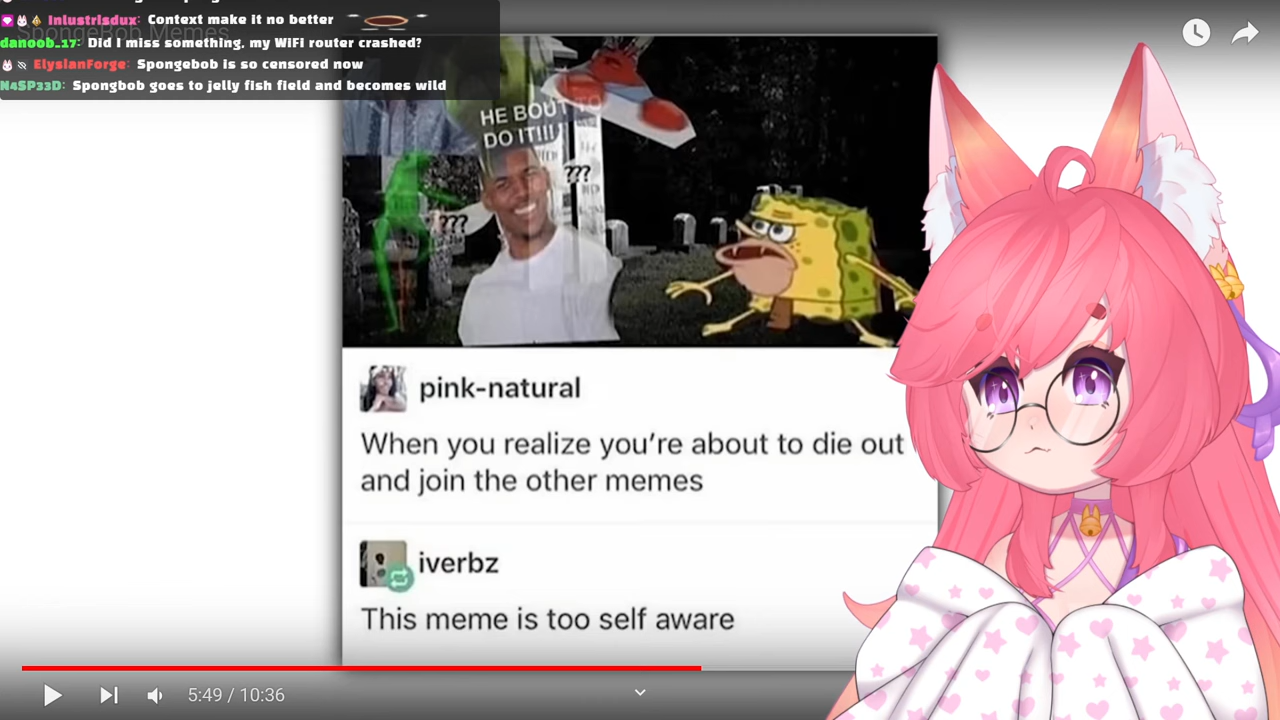 Inlustrisdux: Context make it no better
SpongeBob Memes
danoob_17: Did I miss something. my WiFi router crashed?
ElysianForge: Spongebob is so censored now
N4SP33D: Spongbob goes to jelly fish field and becomes wild
HE BOUT TO
DO IT!!!
???
???
pink-natural
When you realize you're about to die out
and join the other memes
iverbz
This meme is too self aware
5:49 / 10:36